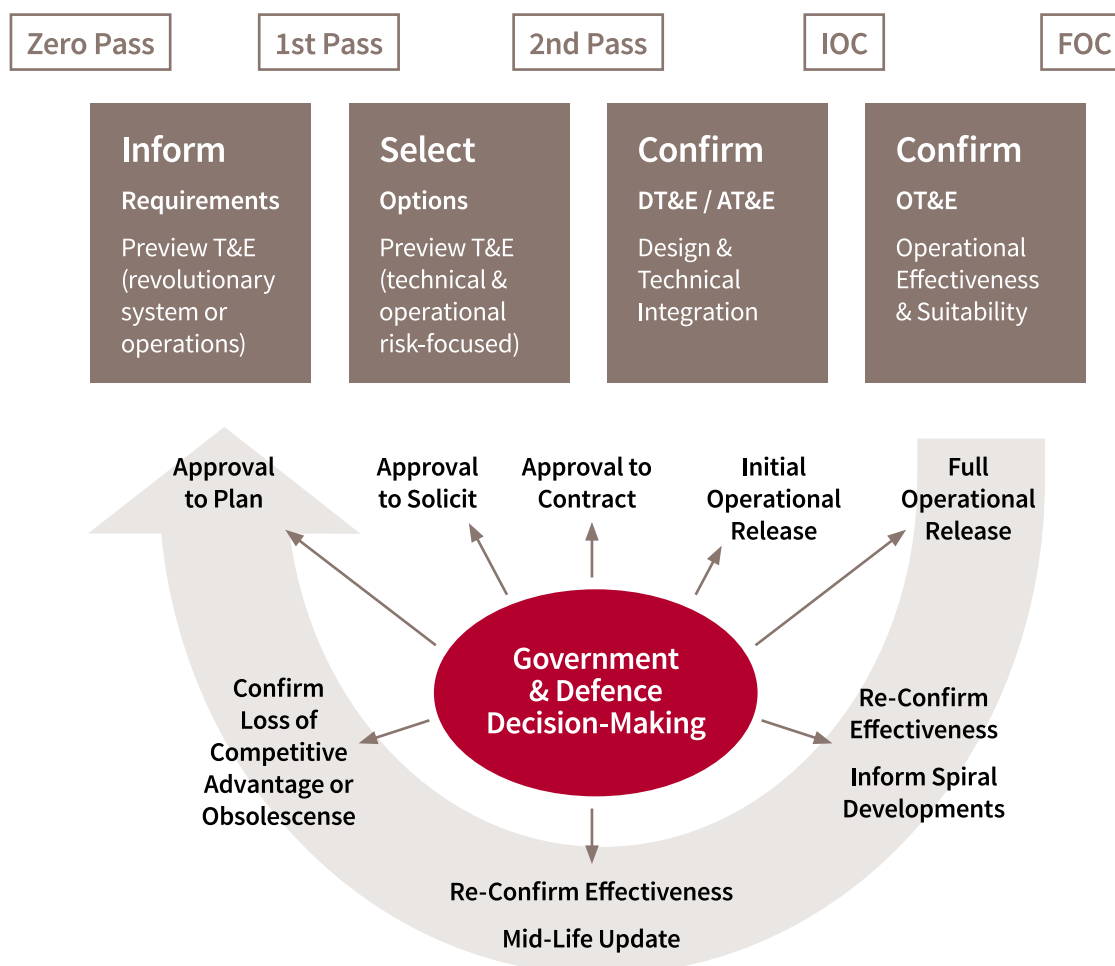 Zero Pass
1st Pass
2nd Pass
IOC
FOC
Inform
Requirements
Preview T&E
(revolutionary
system or
operations)
Select
Options
Preview T&E
(technical &
operational
risk-focused)
Confirm
DT&E / AT&E
Design &
Technical
Integration
Confirm
OT&E
Operational
Effectiveness
& Suitability
Approval
to Plan
Approval
to Solicit
Approval to
Contract
Initial
Operational
Release
Full
Operational
Release
Government
& Defence
Decision-Making
Confirm
Loss of
Competitive
Advantage or
Obsolescense
Re-Confirm
Effectiveness
Inform Spiral
Developments
Re-Confirm Effectiveness
Mid-Life Update